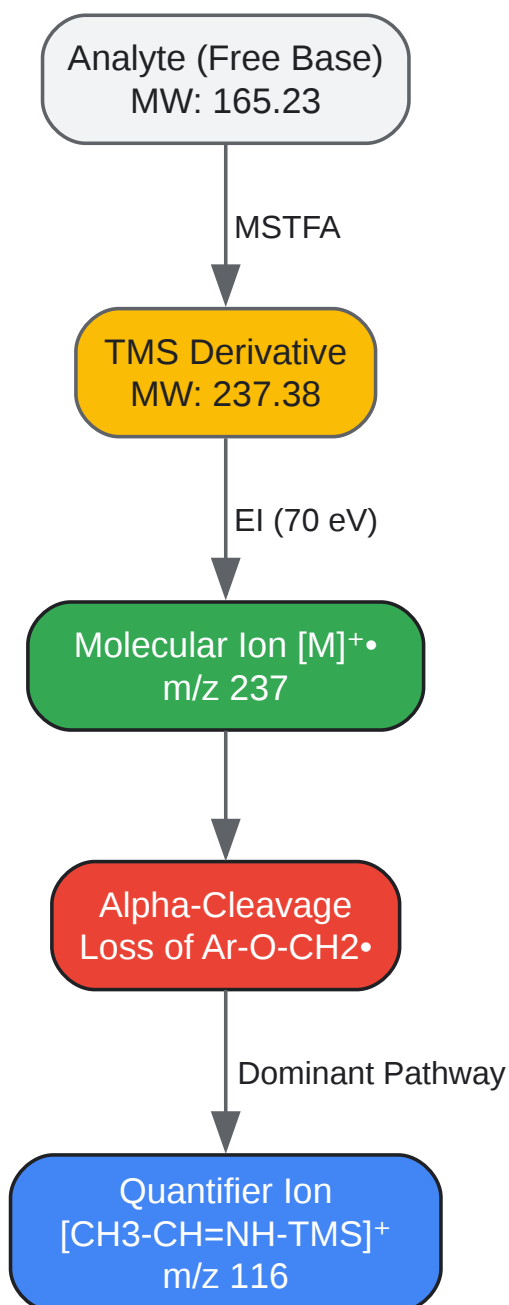 Analyte (Free Base)
MW: 165.23
MSTFA
TMS Derivative
MW: 237.38
EI (70 eV)
Molecular Ion [M]⁺•
m/z 237
Alpha-Cleavage
Loss of Ar-O-CH2•
Dominant Pathway
Quantifier Ion
[CH3-CH=NH-TMS]⁺
m/z 116